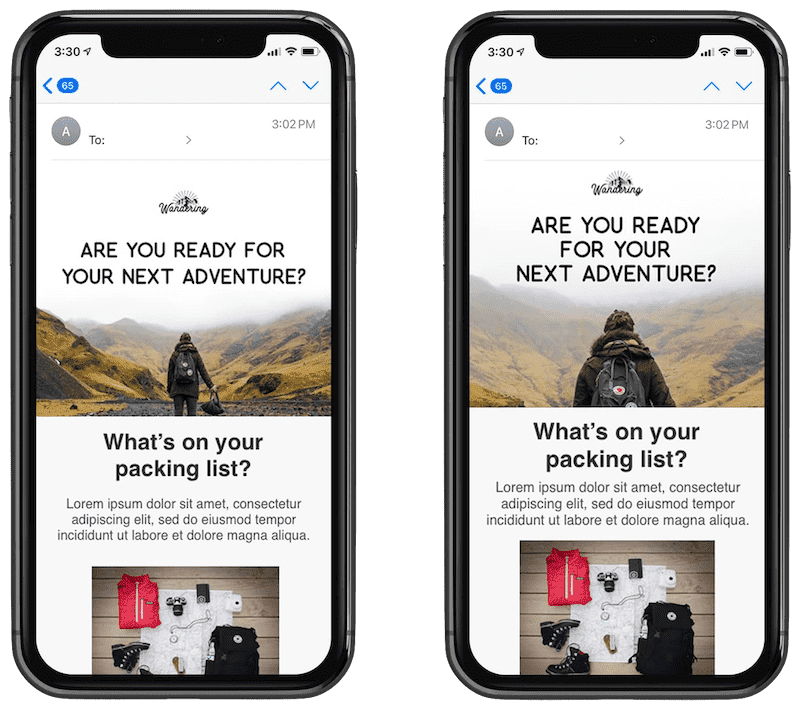 3:30
65
A
To:
3:02 PM
Wandering
ARE YOU READY FOR
YOUR NEXT ADVENTURE?
What's on your
packing list?
Lorem ipsum dolor sit amet, consectetur
adipiscing elit, sed do eiusmod tempor
incididunt ut labore et dolore magna aliqua.
3:30
65
A
To:
3:02 PM
Wandering
ARE YOU READY
FOR YOUR
NEXT ADVENTURE?
What's on your
packing list?
Lorem ipsum dolor sit amet, consectetur
adipiscing elit, sed do eiusmod tempor
incididunt ut labore et dolore magna aliqua.